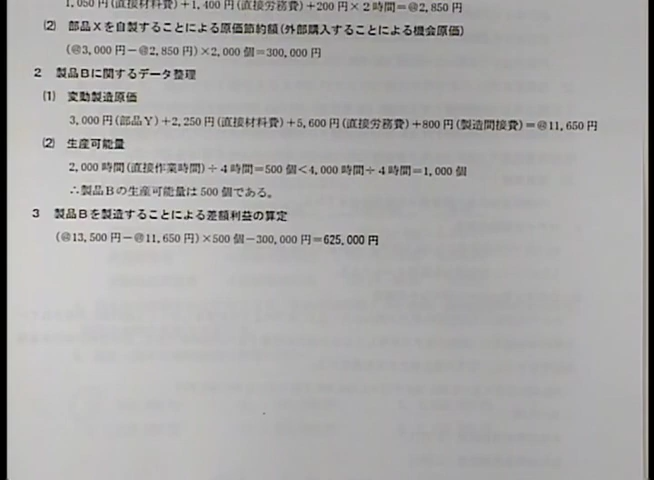 1,050円(直接材料費)+1,400円(直接労務費)+200円×2時間=@2,850円
(2) 部品Xを自製することによる原価節約額(外部購入することによる機会原価)
(@3,000円-@2,850円)×2,000個=300,000円
2 製品Bに関するデータ整理
(1) 変動製造原価
3,000円(部品Y)+2,250円(直接材料費)+5,600円(直接労務費)+800円(製造間接費)=@11,650円
(2) 生産可能量
2,000時間(直接作業時間)÷4時間=500個<4,000時間÷4時間=1,000個
∴製品Bの生産可能量は500個である。
3 製品Bを製造することによる差額利益の算定
(@13,500円-@11,650円)×500個-300,000円=625,000円